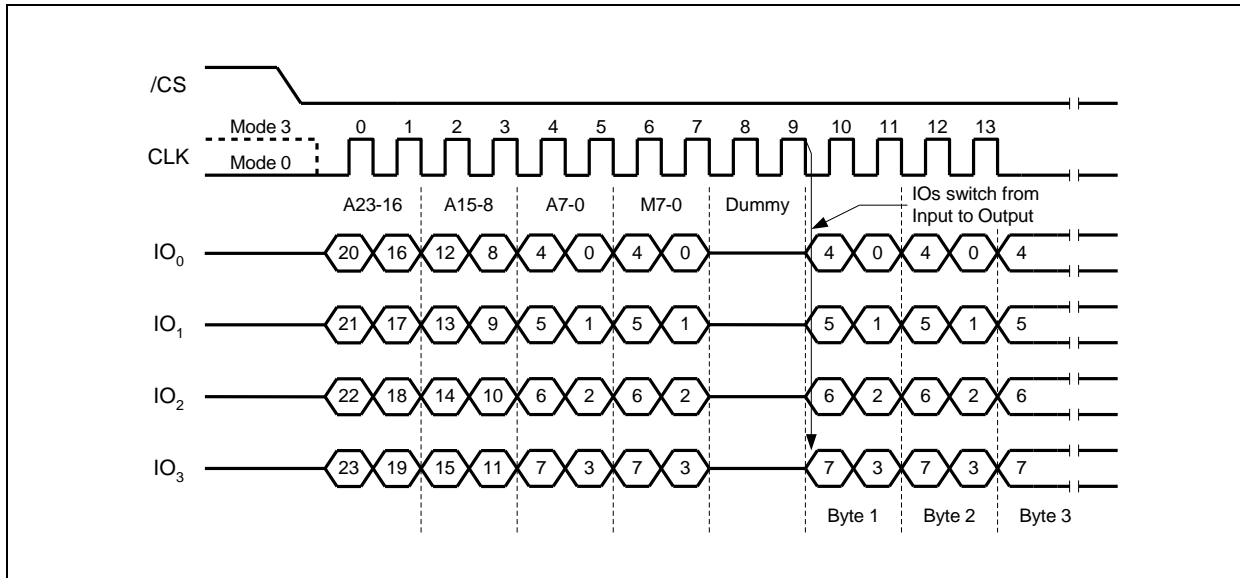 /CS
Mode 3 0 1 2 3 4 5 6 7 8 9 10 11 12 13
CLK
Mode 0
A23-16 A15-8 A7-0 M7-0 Dummy
IOs switch from
Input to Output
IO0 20 16 12 8 4 0 4 0 4 0 4 0 4
IO1 21 17 13 9 5 1 5 1 5 1 5 1 5
IO2 22 18 14 10 6 2 6 2 6 2 6 2 6
IO3 23 19 15 11 7 3 7 3 7 3 7 3 7
Byte 1 Byte 2 Byte 3